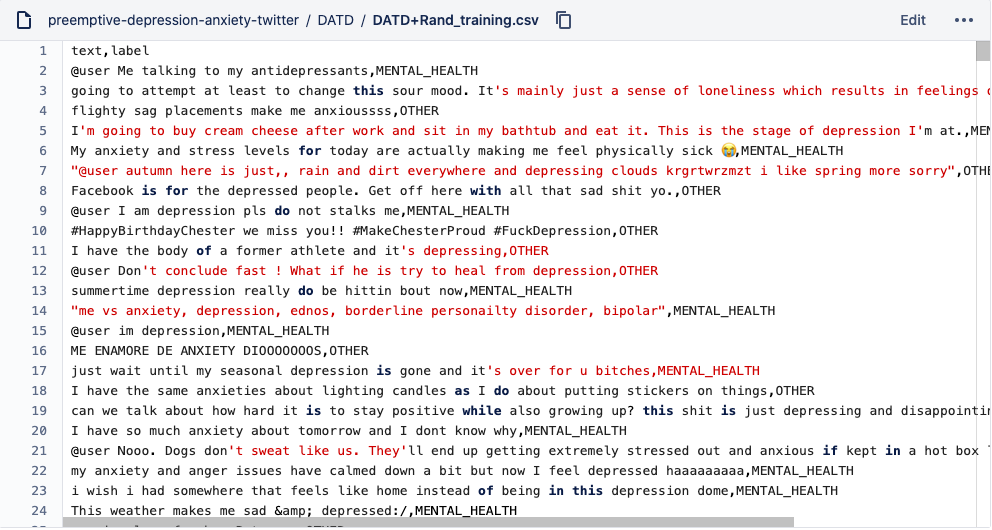 preemptive-depression-anxiety-twitter / DATD / DATD+Rand_training.csv Edit
1 text,label
2 @user Me talking to my antidepressants,MENTAL_HEALTH
3 going to attempt at least to change this sour mood. It's mainly just a sense of loneliness which results in feelings
4 flighty sag placements make me anxioussss,OTHER
5 I'm going to buy cream cheese after work and sit in my bathtub and eat it. This is the stage of depression I'm at.,MEN
6 My anxiety and stress levels for today are actually making me feel physically sick 😭,MENTAL_HEALTH
7 "@user autumn here is just,, rain and dirt everywhere and depressing clouds krgrtwrzmzt i like spring more sorry",OTHE
8 Facebook is for the depressed people. Get off here with all that sad shit yo.,OTHER
9 @user I am depression pls do not stalks me,MENTAL_HEALTH
10 #HappyBirthdayChester we miss you!! #MakeChesterProud #FuckDepression,OTHER
11 I have the body of a former athlete and it's depressing,OTHER
12 @user Don't conclude fast ! What if he is try to heal from depression,OTHER
13 summertime depression really do be hittin bout now,MENTAL_HEALTH
14 "me vs anxiety, depression, ednos, borderline personailty disorder, bipolar",MENTAL_HEALTH
15 @user im depression,MENTAL_HEALTH
16 ME ENAMORE DE ANXIETY DIOOOOOOOS,OTHER
17 just wait until my seasonal depression is gone and it's over for u bitches,MENTAL_HEALTH
18 I have the same anxieties about lighting candles as I do about putting stickers on things,OTHER
19 can we talk about how hard it is to stay positive while also growing up? this shit is just depressing and disappointin
20 I have so much anxiety about tomorrow and I dont know why,MENTAL_HEALTH
21 @user Nooo. Dogs don't sweat like us. They'll end up getting extremely stressed out and anxious if kept in a hot box
22 my anxiety and anger issues have calmed down a bit but now I feel depressed haaaaaaaaa,MENTAL_HEALTH
23 i wish i had somewhere that feels like home instead of being in this depression dome,MENTAL_HEALTH
24 This weather makes me sad &amp; depressed:/,MENTAL_HEALTH